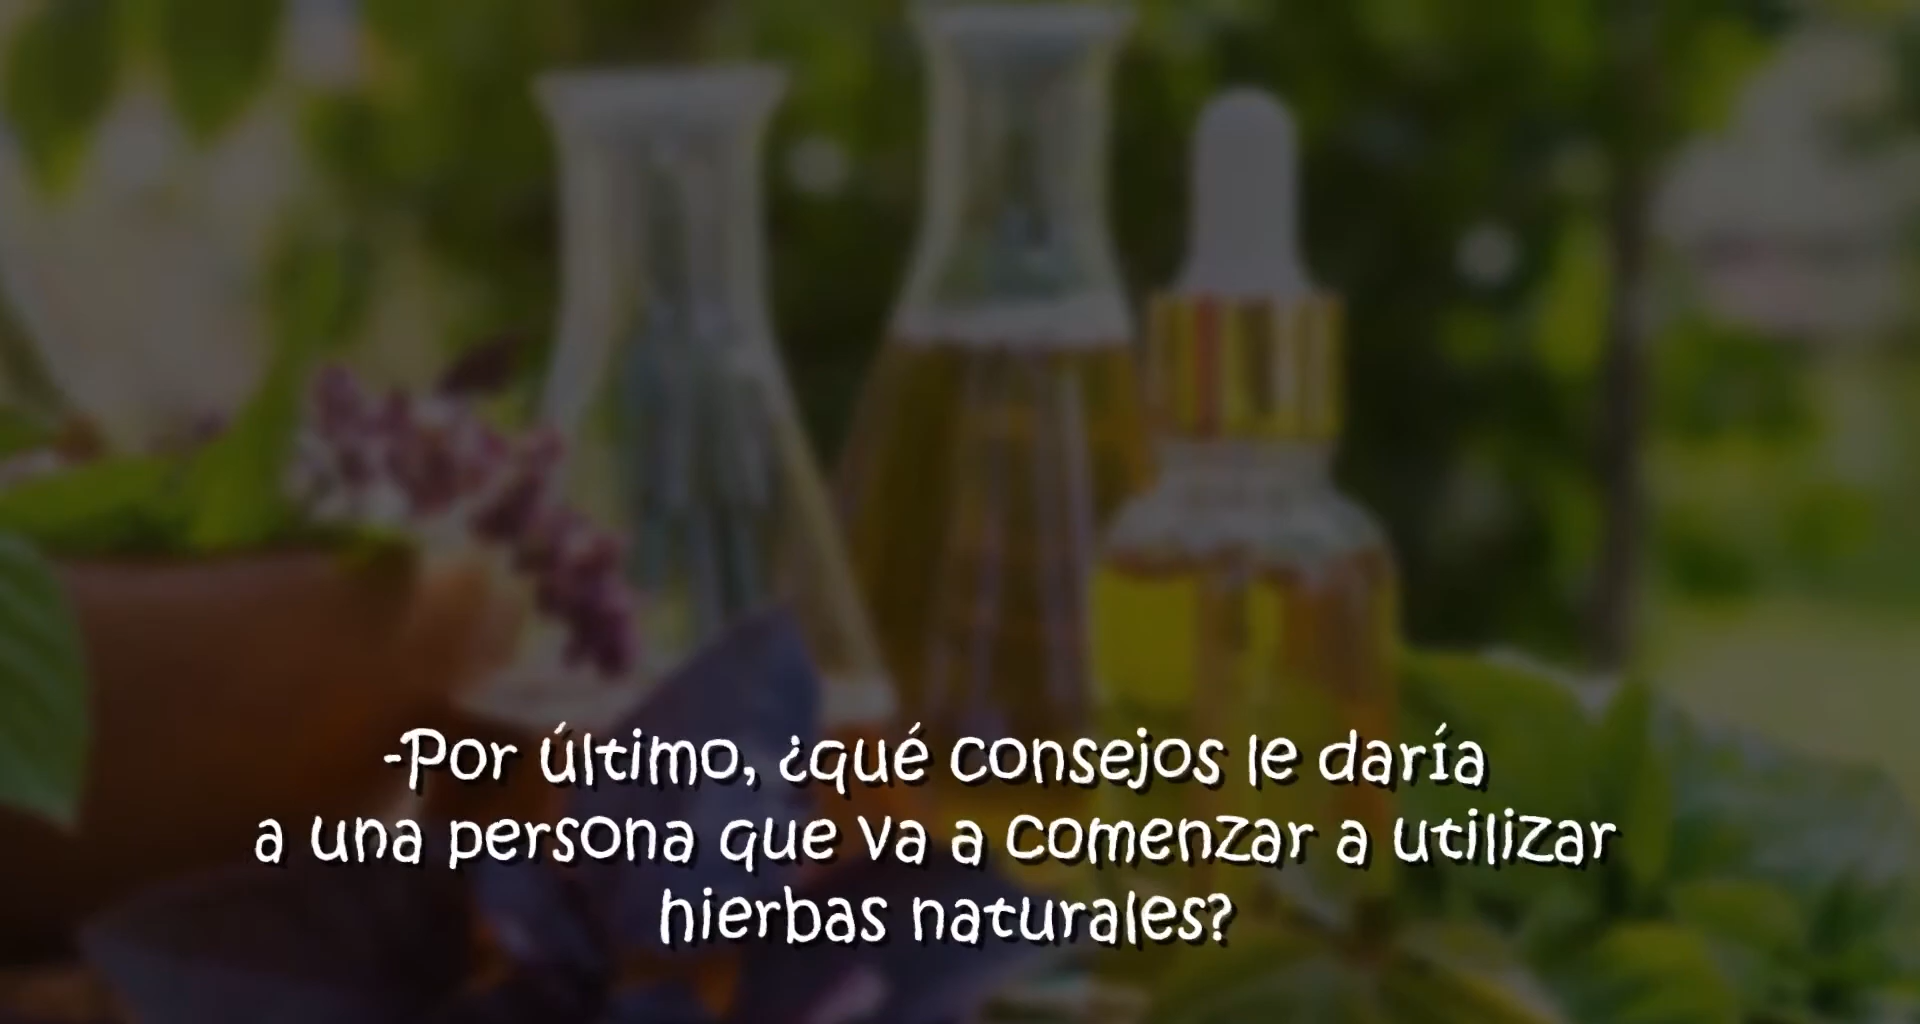 -Por último, ¿qué consejos le daría
a una persona que va a comenzar a utilizar
hierbas naturales?